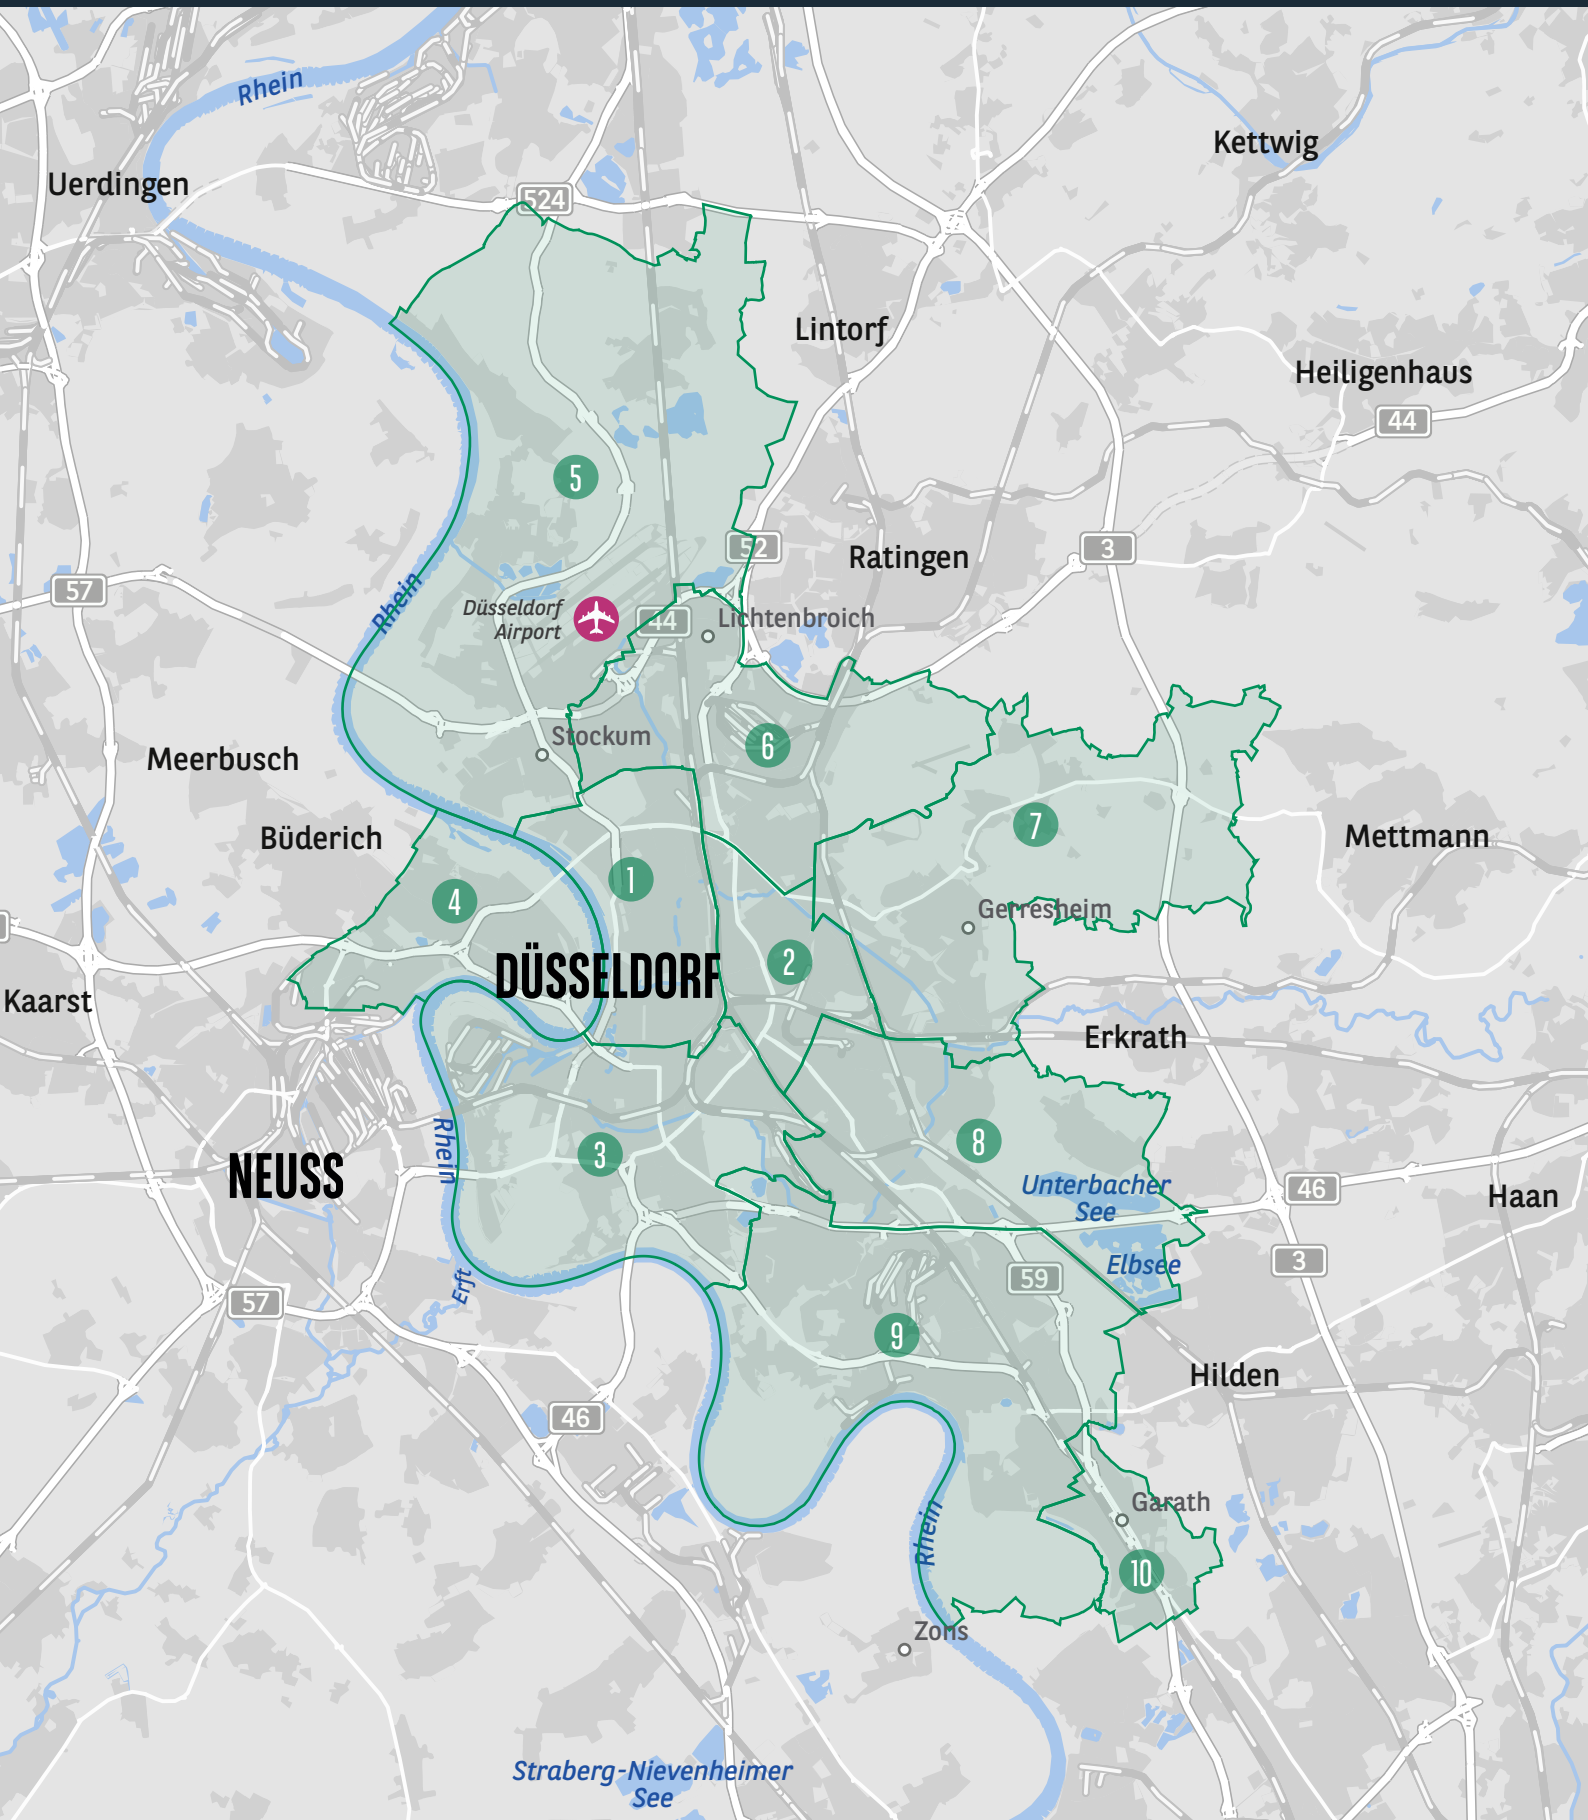 Rhein
Kettwig
Uerdingen
524
Lintorf
Heiligenhaus
44
5
52
3
Ratingen
57
Rhein
Düsseldorf
Airport
44
Lichtenbroich
Stockum
6
Meerbusch
7
Büderich
Mettmann
1
4
Gerresheim
2
DÜSSELDORF
Kaarst
Erkrath
8
Rhein
3
NEUSS
Unterbacher
See
46
Haan
Elbsee
3
Erft
59
57
9
Hilden
46
Garath
Rhein
10
Zons
Straberg-Nievenheimer
See